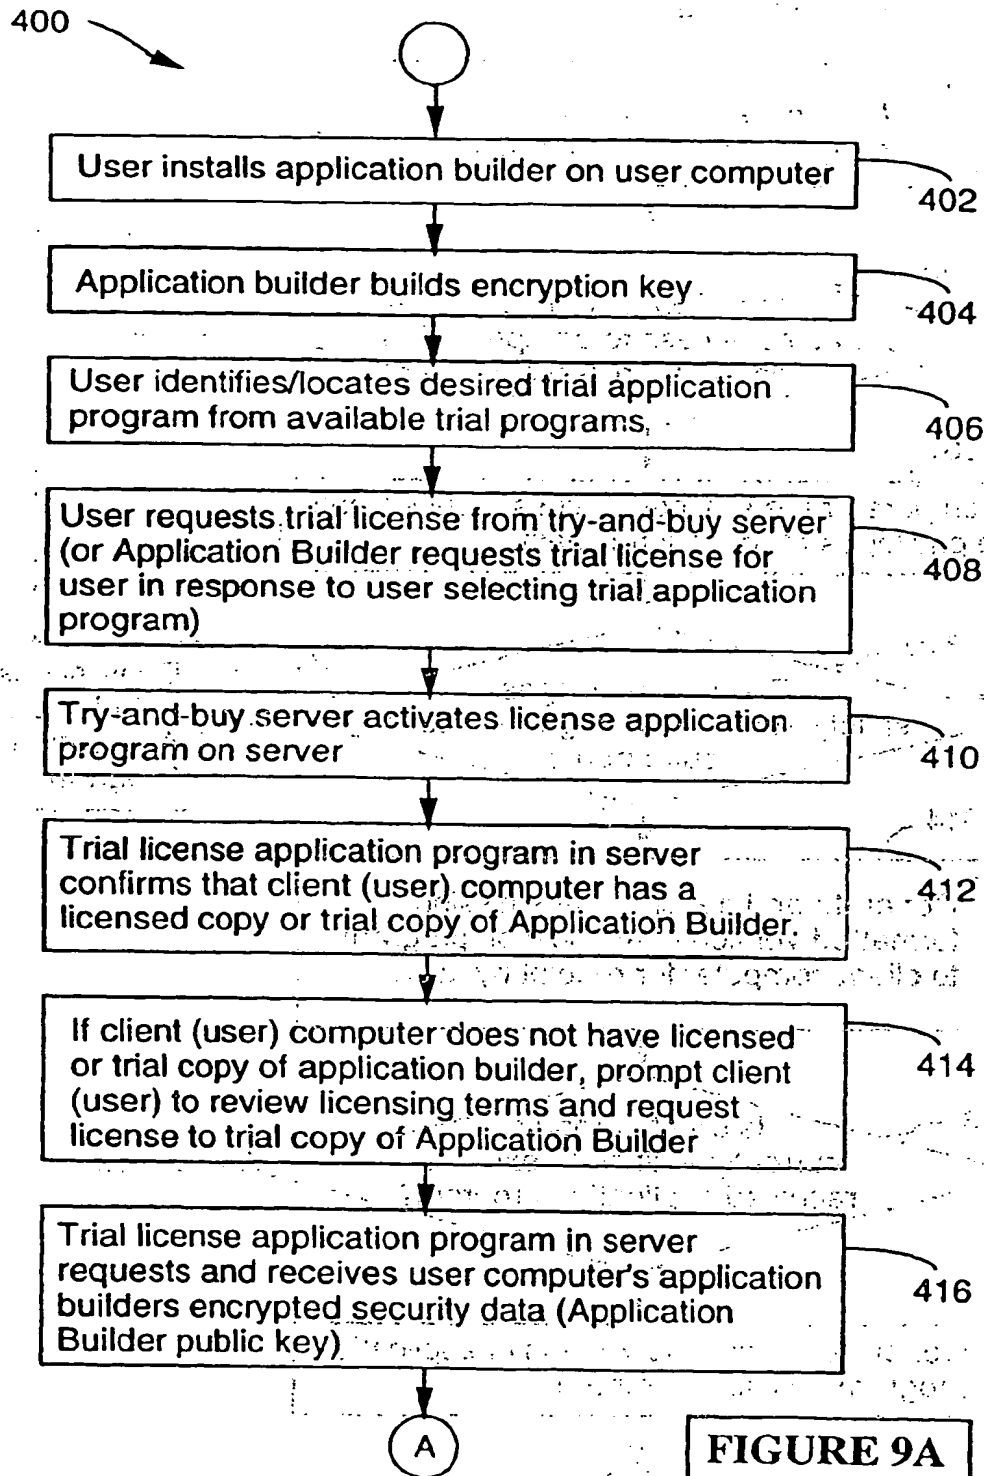 400
User installs application builder on user computer
402
Application builder builds encryption key
404
User identifies/locates desired trial application
program from available trial programs
406
User requests trial license from try-and-buy server
(or Application Builder requests trial license for
user in response to user selecting trial application
program)
408
Try-and-buy server activates license application
program on server
410
Trial license application program in server
confirms that client (user) computer has a
licensed copy or trial copy of Application Builder.
412
If client (user) computer does not have licensed
or trial copy of application builder, prompt client
(user) to review licensing terms and request
license to trial copy of Application Builder
414
Trial license application program in server
requests and receives user computer's application
builders encrypted security data (Application
Builder public key)
416
A
FIGURE 9A